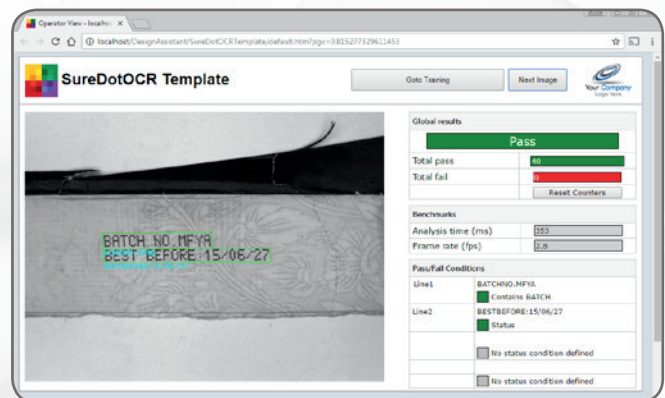 Operator View - localhos
localhost/DesignAssistant/SureDotOCRTemplate/default.htm?pgx=0.815277329611453
SureDotOCR Template
Goto Training
Next Image
Your Company
Logo here
BATCH NO.MFYA
BEST BEFORE:15/06/27
Global results
Pass
Total pass 40
Total fail 0
Reset Counters
Benchmarks
Analysis time (ms) 353
Frame rate (fps) 2.8
Pass/Fail Conditions
Line1 BATCHNO.MFYA
Contains BATCH
Line2 BESTBEFORE:15/06/27
Status
No status condition defined
No status condition defined